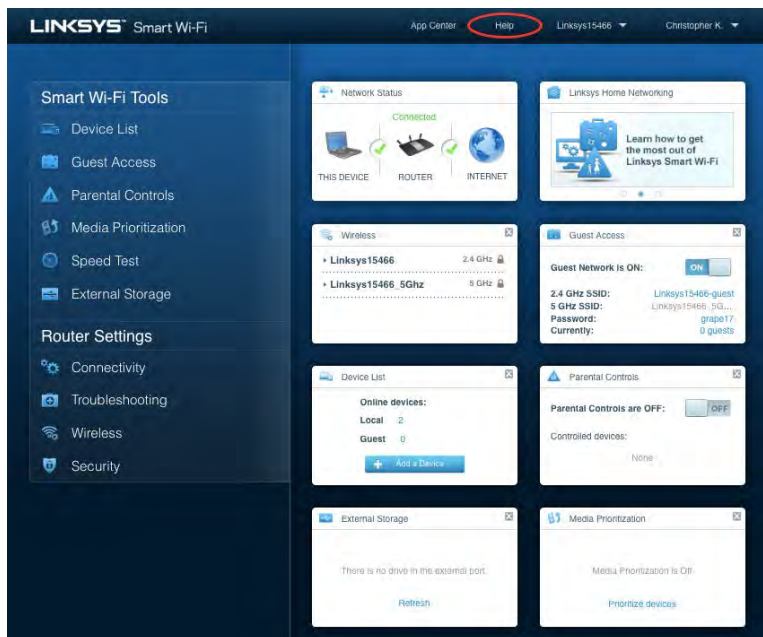 LINKSYS™ Smart Wi-Fi
App Center
Help
Linksys15466
Christopher K.
Smart Wi-Fi Tools
Device List
Guest Access
Parental Controls
Media Prioritization
Speed Test
External Storage
Router Settings
Connectivity
Troubleshooting
Wireless
Security
Network Status
Connected
THIS DEVICE
ROUTER
INTERNET
Linksys Home Networking
Learn how to get
the most out of
Linksys Smart Wi-Fi
Wireless
Linksys15466 2.4 GHz
Linksys15466_5Ghz 5 GHz
Guest Access
Guest Network is ON: ON
2.4 GHz SSID: Linksys15466-guest
5 GHz SSID: Linksys15466_5G...
Password: grape17
Currently: 0 guests
Device List
Online devices:
Local 2
Guest 0
Add a Device
Parental Controls
Parental Controls are OFF: OFF
Controlled devices:
None
External Storage
There is no drive in the external port.
Refresh
Media Prioritization
Media Prioritization is Off
Prioritize devices